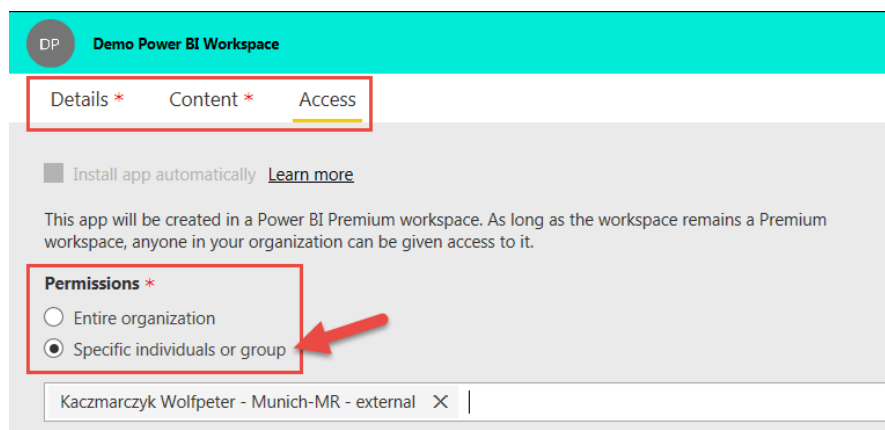 DP Demo Power BI Workspace
Details * Content * Access
Install app automatically Learn more
This app will be created in a Power BI Premium workspace. As long as the workspace remains a Premium
workspace, anyone in your organization can be given access to it.
Permissions *
Entire organization
Specific individuals or group
Kaczmarczyk Wolfpeter - Munich-MR - external